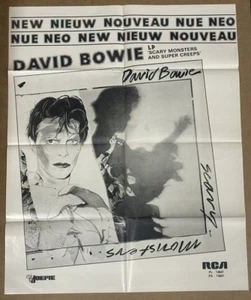 NEW NIEUW NOUVEAU NUE NEO
NUE NEO NEW NIEUW NOUVEAU
DAVID BOWIE
LP
'SCARY MONSTERS
AND SUPER CREEPS'
David Bowie
scary
monsters
JOEPIE
RCA